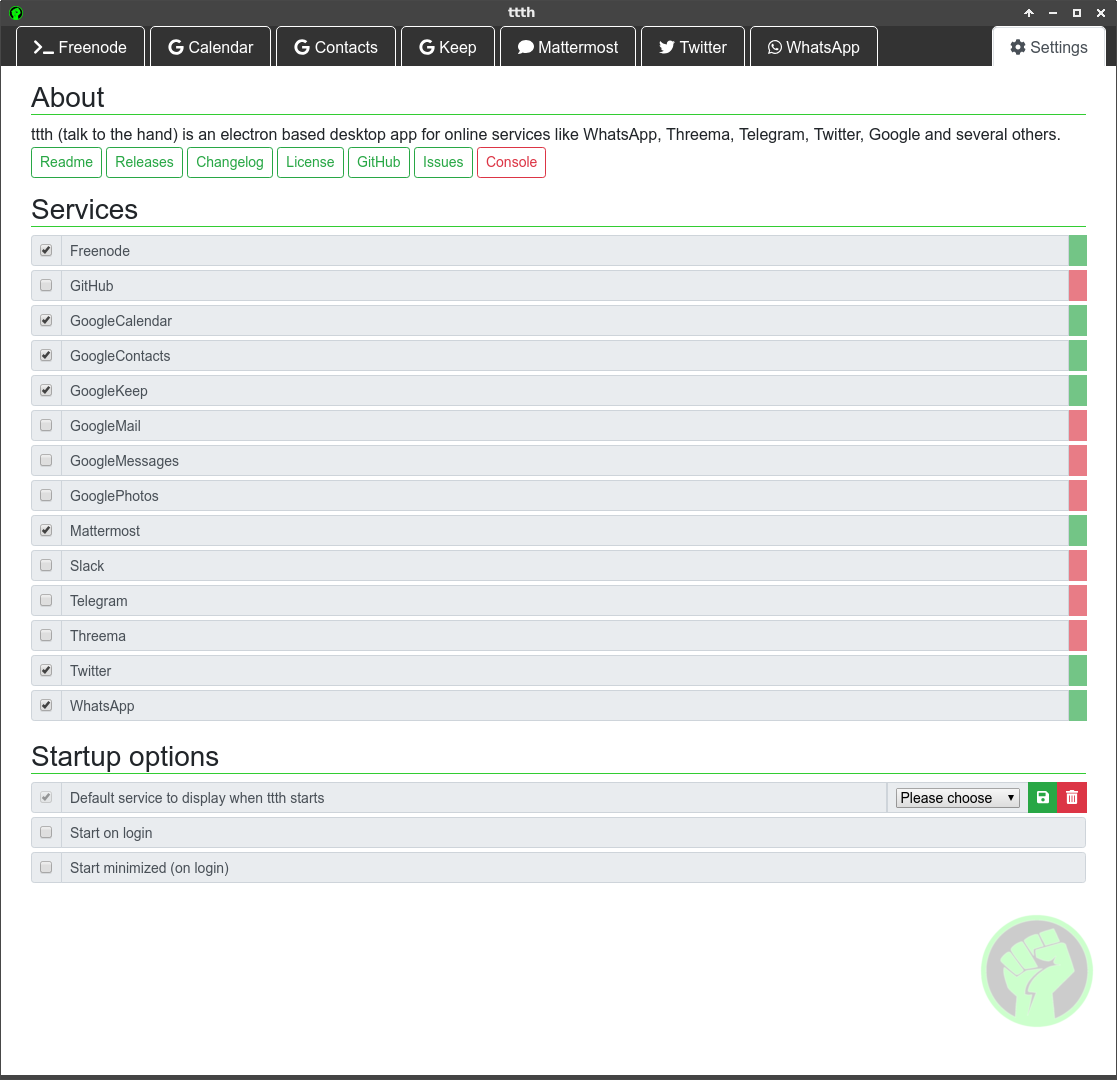 ttth
Freenode Calendar Contacts Keep Mattermost Twitter WhatsApp Settings
About
ttth (talk to the hand) is an electron based desktop app for online services like WhatsApp, Threema, Telegram, Twitter, Google and several others.
Readme Releases Changelog License GitHub Issues Console
Services
Freenode
GitHub
GoogleCalendar
GoogleContacts
GoogleKeep
GoogleMail
GoogleMessages
GooglePhotos
Mattermost
Slack
Telegram
Threema
Twitter
WhatsApp
Startup options
Default service to display when ttth starts Please choose
Start on login
Start minimized (on login)